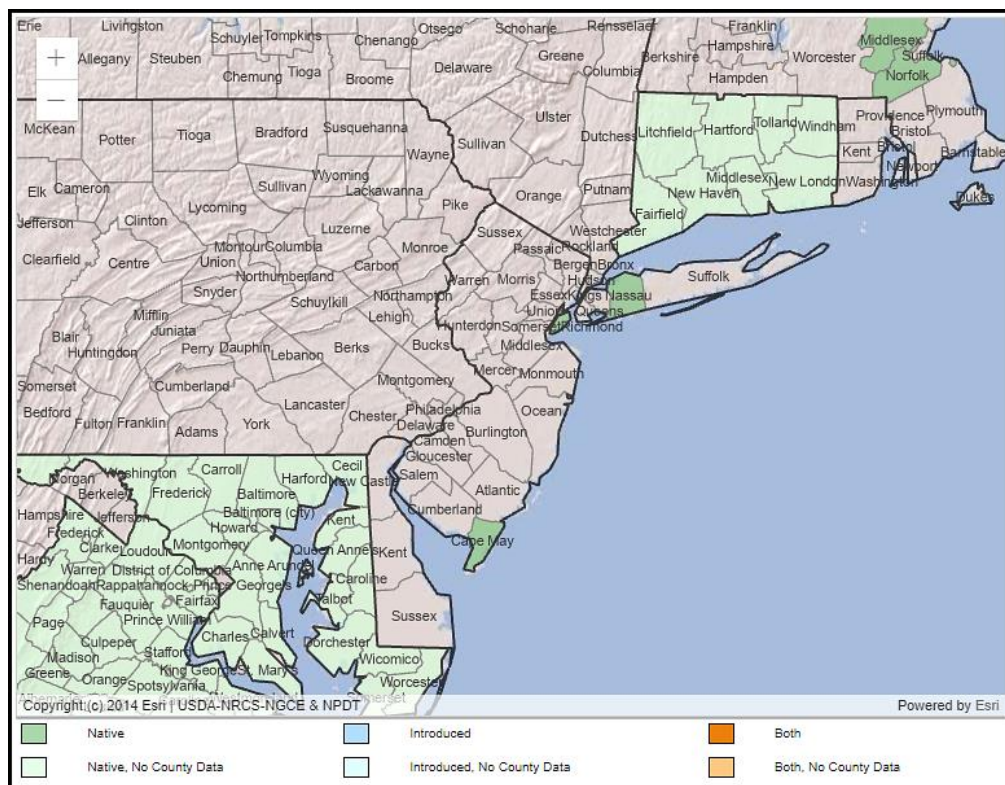 Erie Livingston Otsego Schoharie Rensselaer Franklin Middlesex
Schuyler Tompkins Chenango Hampshire
+ Allegany Steuben Greene Berkshire Worcester Suffolk
Chemung Tioga Broome Delaware Columbia Hampden Norfolk
−
McKean Potter Tioga Bradford Susquehanna Ulster Plymouth
Providence
Sullivan Dutchess Litchfield Hartford Tolland Windham Bristol
Wayne Kent Bristol Barnstable
Wyoming Newport
Elk Cameron Sullivan Lackawanna Putnam Middlesex New London Washington
Jefferson Lycoming Pike Orange New Haven Dukes
Clinton Luzerne Fairfield
Clearfield Centre Montour Columbia Monroe Sussex Westchester
Union Passaic Rockland
Northumberland Carbon Bergen Bronx
Snyder Warren Morris Hudson Suffolk
Schuylkill Northampton Essex Kings Nassau
Mifflin Lehigh Union Queens
Juniata Hunterdon Somerset Richmond
Blair Perry Dauphin Berks Bucks Middlesex
Huntingdon Lebanon Mercer Monmouth
Somerset Cumberland Montgomery
Bedford Lancaster Philadelphia Ocean
Fulton Franklin Adams York Chester Delaware Burlington
Camden
Washington Carroll Cecil Gloucester
Morgan Harford New Castle Salem
Berkeley Frederick Baltimore Atlantic
Hampshire Jefferson Baltimore (city) Cumberland
Frederick Howard Kent
Clarke Loudoun Montgomery Queen Anne's Cape May
Hardy Kent
Warren District of Columbia Anne Arundel
Shenandoah Rappahannock Prince George's Caroline
Fauquier Fairfax Talbot
Page Prince William Sussex
Culpeper Charles Calvert
Madison Stafford Dorchester
Greene King George St. Mary's Wicomico
Orange Spotsylvania Worcester
Albemarle Somerset
Copyright:(c) 2014 Esri | USDA-NRCS-NGCE & NPDT Powered by Esri
Native Introduced Both
Native, No County Data Introduced, No County Data Both, No County Data